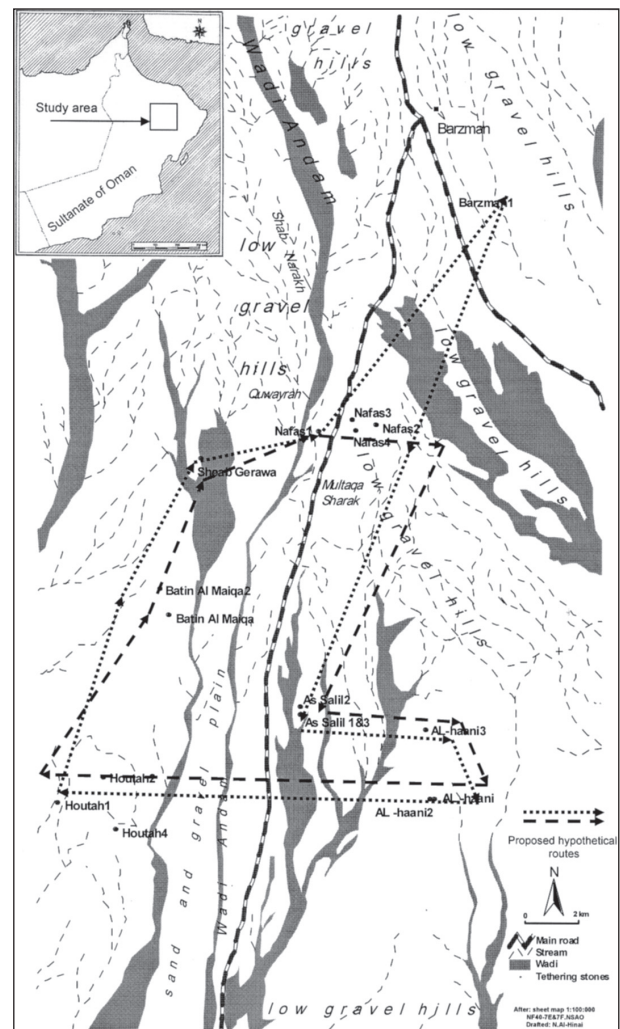 N
Study area
Sultanate of Oman
gravel
hills
Wadi Andam
low gravel hills
Barzman
Barzman1
Shab Narakh
low
gravel
hills
Quwayrah
low gravel hills
Nafas3
Nafas1
Nafas2
Nafas4
Shoab Gerawa
Multaqa
Sharak
low gravel hills
Batin Al Maiqa2
Batin Al Maiqa
As Salil2
As Salil 1&3
AL-haani3
Houtah2
Houtah1
AL-haani
AL -haani2
Houtah4
sand and gravel plain
Wadi Andam
Proposed hypothetical
routes
N
0 2 km
Main road
Stream
Wadi
Tethering stones
low gravel hills
After: sheet map 1:100:000
NF40-7E&7F.NSAO
Drafted: N.Al-Hinai